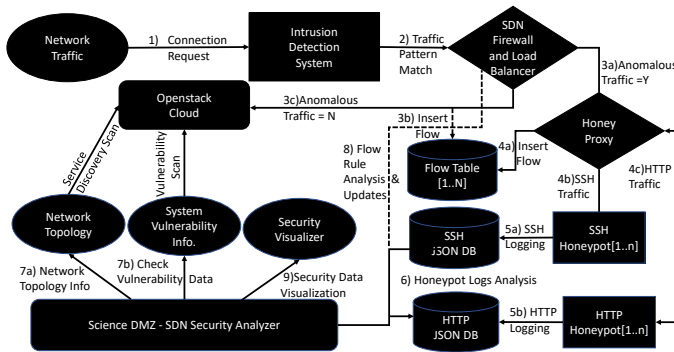 Network
Traffic
1) Connection
Request
Intrusion
Detection
System
2) Traffic
Pattern
Match
SDN
Firewall
and Load
Balancer
3a)Anomalous
Traffic =Y
Openstack
Cloud
3c)Anomalous
Traffic = N
3b) Insert
Flow
Honey
Proxy
Service
Discovery Scan
Vulnerability
Scan
8) Flow
Rule
Analysis &
Updates
Flow Table
[1..N]
4a) Insert
Flow
4b)SSH
Traffic
4c)HTTP
Traffic
Network
Topology
System
Vulnerability
Info.
Security
Visualizer
SSH
JSON DB
5a) SSH
Logging
SSH
Honeypot[1..n]
7a) Network
Topology Info
7b) Check
Vulnerability Data
9)Security Data
Visualization
6) Honeypot Logs Analysis
Science DMZ - SDN Security Analyzer
HTTP
JSON DB
5b) HTTP
Logging
HTTP
Honeypot[1..n]